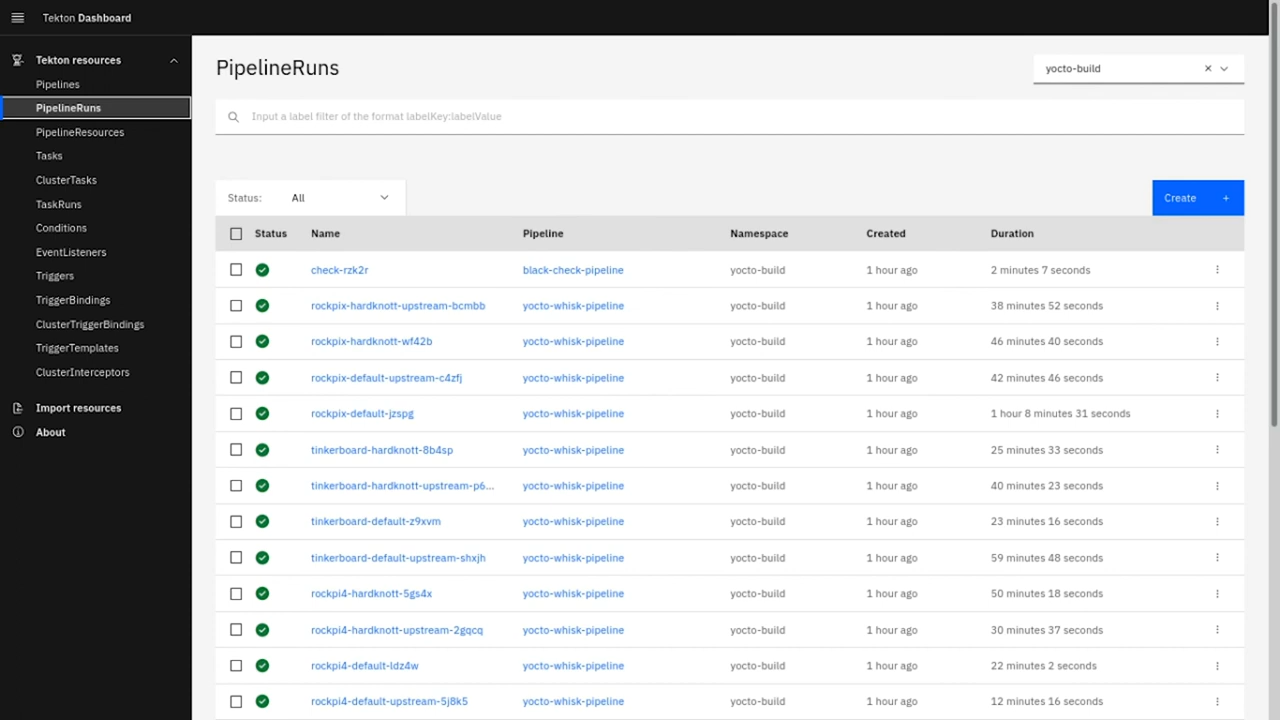 Tekton Dashboard
Tekton resources
Pipelines
PipelineRuns
PipelineResources
Tasks
ClusterTasks
TaskRuns
Conditions
EventListeners
Triggers
TriggerBindings
ClusterTriggerBindings
TriggerTemplates
ClusterInterceptors
Import resources
About
PipelineRuns
yocto-build
Input a label filter of the format labelKey:labelValue
Status: All
Create +
Status Name Pipeline Namespace Created Duration
check-rzk2r black-check-pipeline yocto-build 1 hour ago 2 minutes 7 seconds
rockpix-hardknott-upstream-bcmbb yocto-whisk-pipeline yocto-build 1 hour ago 38 minutes 52 seconds
rockpix-hardknott-wf42b yocto-whisk-pipeline yocto-build 1 hour ago 46 minutes 40 seconds
rockpix-default-upstream-c4zfj yocto-whisk-pipeline yocto-build 1 hour ago 42 minutes 46 seconds
rockpix-default-jzspg yocto-whisk-pipeline yocto-build 1 hour ago 1 hour 8 minutes 31 seconds
tinkerboard-hardknott-8b4sp yocto-whisk-pipeline yocto-build 1 hour ago 25 minutes 33 seconds
tinkerboard-hardknott-upstream-p6... yocto-whisk-pipeline yocto-build 1 hour ago 40 minutes 23 seconds
tinkerboard-default-z9xvm yocto-whisk-pipeline yocto-build 1 hour ago 23 minutes 16 seconds
tinkerboard-default-upstream-shxjh yocto-whisk-pipeline yocto-build 1 hour ago 59 minutes 48 seconds
rockpi4-hardknott-5gs4x yocto-whisk-pipeline yocto-build 1 hour ago 50 minutes 18 seconds
rockpi4-hardknott-upstream-2gqcq yocto-whisk-pipeline yocto-build 1 hour ago 30 minutes 37 seconds
rockpi4-default-ldz4w yocto-whisk-pipeline yocto-build 1 hour ago 22 minutes 2 seconds
rockpi4-default-upstream-5j8k5 yocto-whisk-pipeline yocto-build 1 hour ago 12 minutes 16 seconds